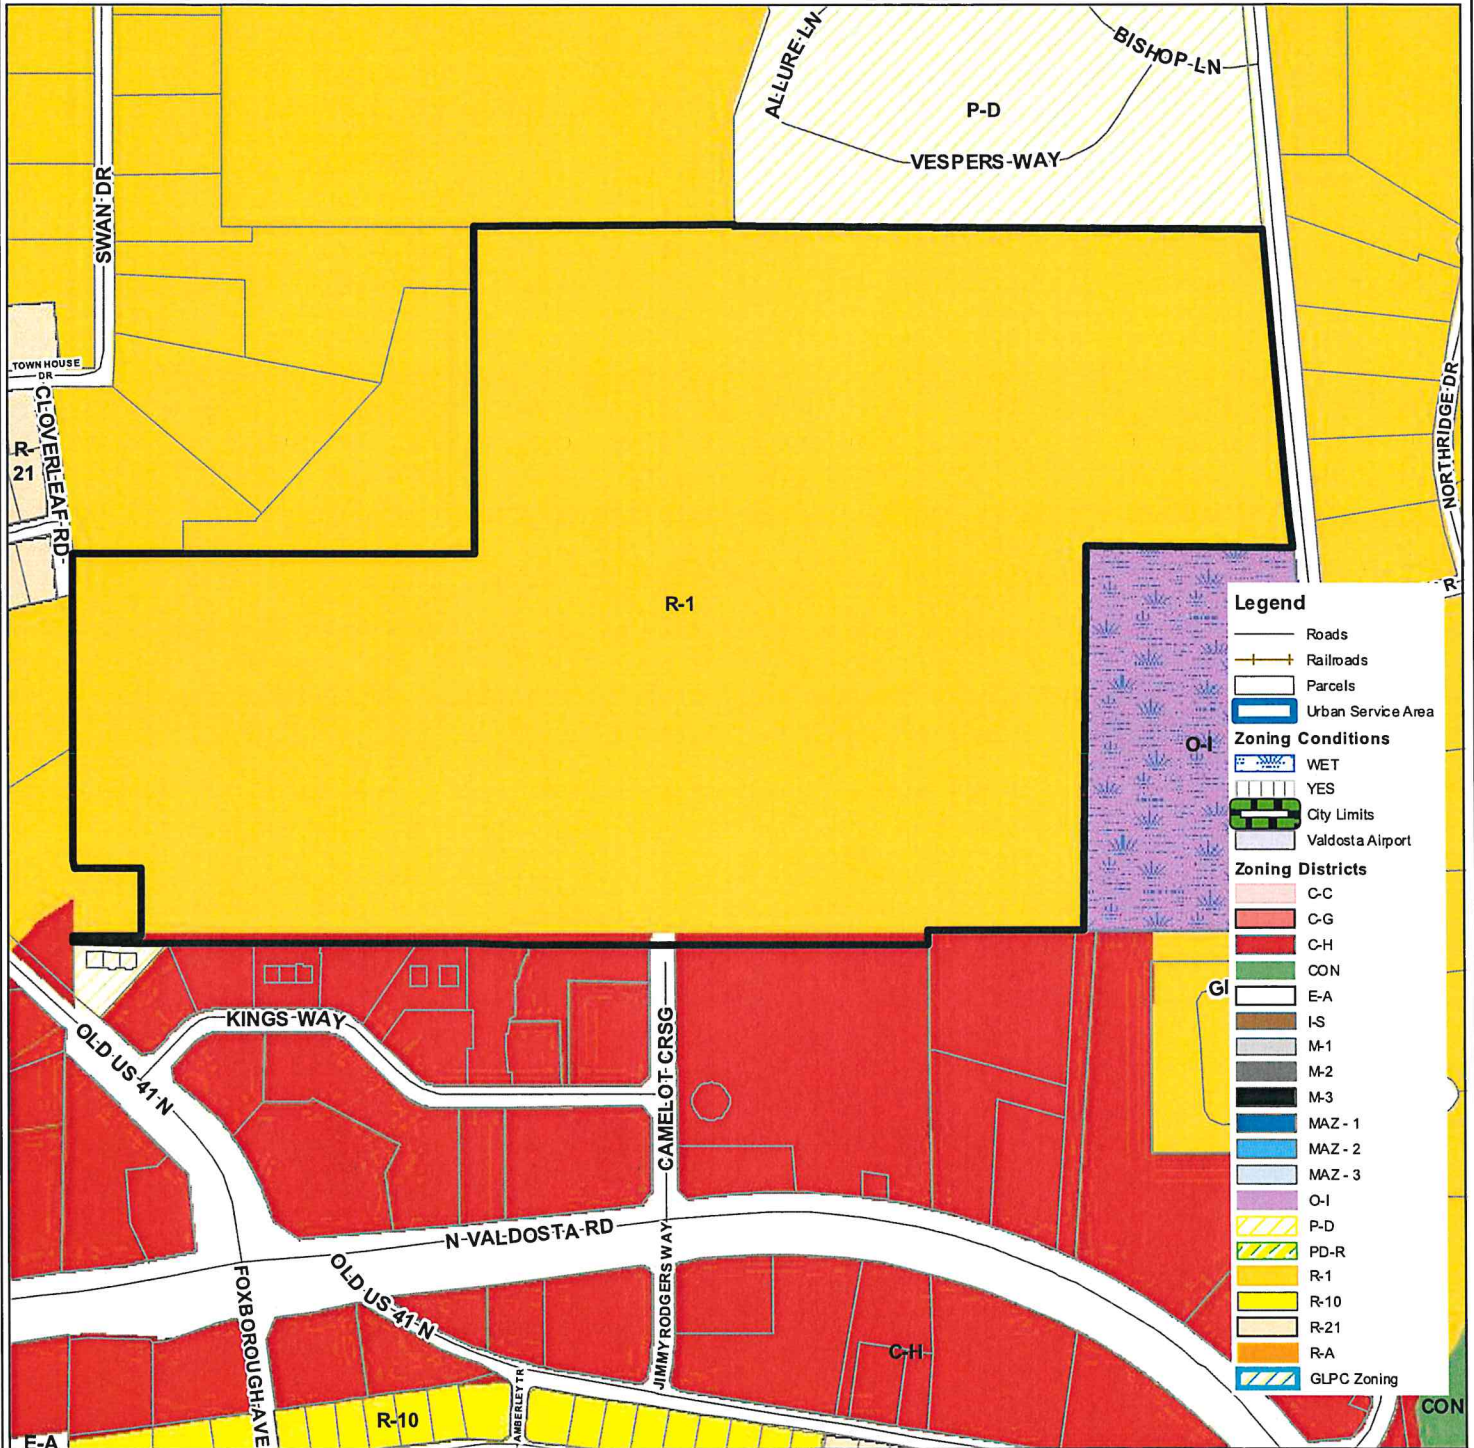 ALLURE LN
BISHOP LN
P-D
VESPERS WAY
SWAN DR
TOWN HOUSE
DR
CLOVERLEAF RD
R-
21
NORTHRIDGE DR
R-1
R
O-I
GI
KINGS WAY
OLD US 41 N
CAMELOT CRSG
N VALDOSTA RD
OLD US 41 N
FOXBOROUGH AVE
JIMMY RODGERS WAY
C-H
AMBERLEY TR
R-10
E-A
CON
Legend
Roads
Railroads
Parcels
Urban Service Area
Zoning Conditions
WET
YES
City Limits
Valdosta Airport
Zoning Districts
C-C
C-G
C-H
CON
E-A
I-S
M-1
M-2
M-3
MAZ - 1
MAZ - 2
MAZ - 3
O-I
P-D
PD-R
R-1
R-10
R-21
R-A
GLPC Zoning